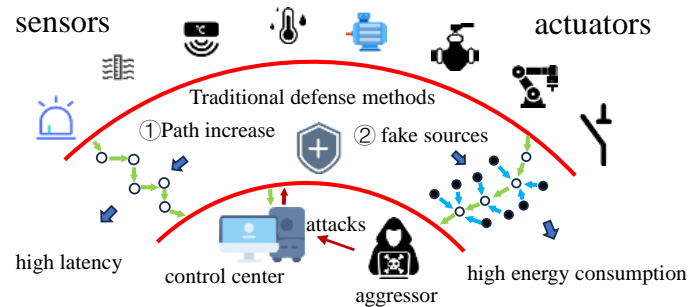 sensors
actuators
°C
Traditional defense methods
①Path increase
② fake sources
attacks
high latency
control center
aggressor
high energy consumption